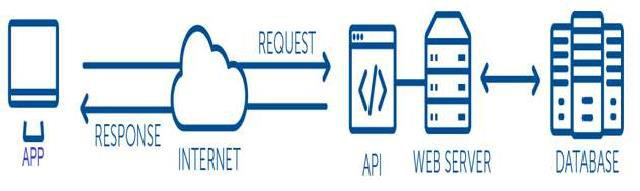 REQUEST
RESPONSE
APP
INTERNET
API
WEB SERVER
DATABASE